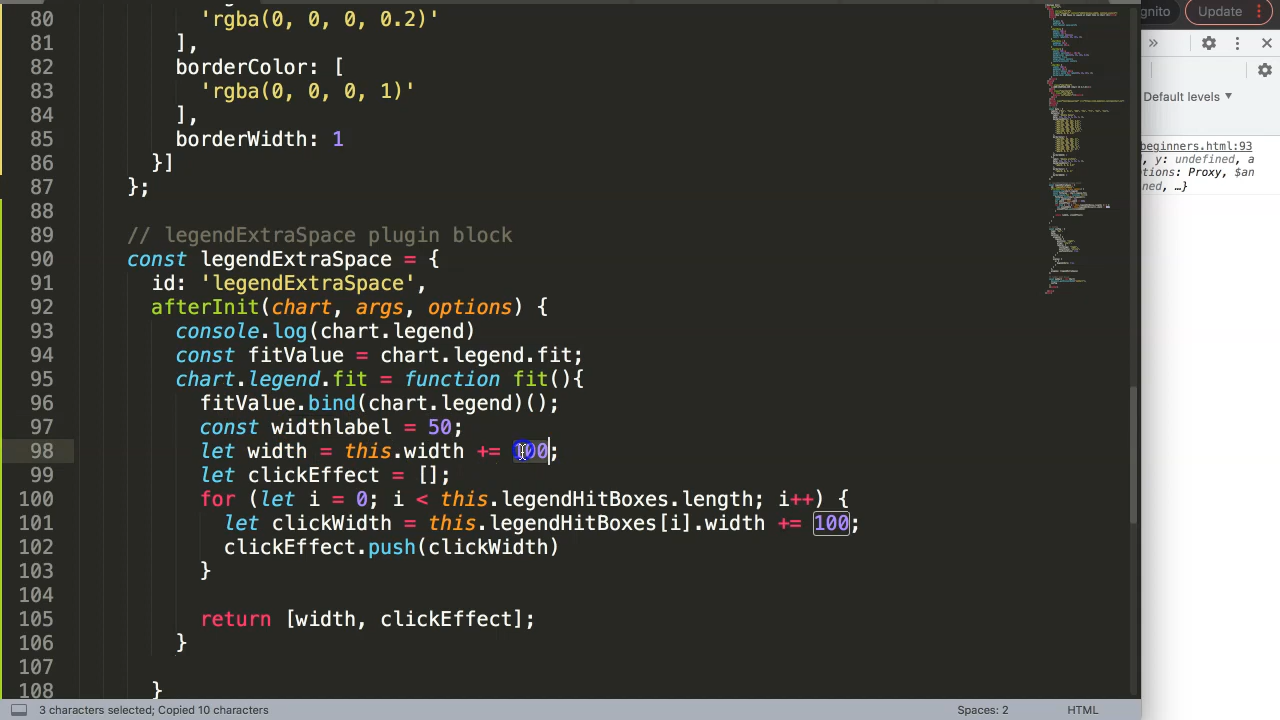 80 'rgba(0, 0, 0, 0.2)'
81 ],
82 borderColor: [
83 'rgba(0, 0, 0, 1)'
84 ],
85 borderWidth: 1
86 }]
87 };
88
89 // legendExtraSpace plugin block
90 const legendExtraSpace = {
91 id: 'legendExtraSpace',
92 afterInit(chart, args, options) {
93 console.log(chart.legend)
94 const fitValue = chart.legend.fit;
95 chart.legend.fit = function fit(){
96 fitValue.bind(chart.legend)();
97 const widthlabel = 50;
98 let width = this.width += 100;
99 let clickEffect = [];
100 for (let i = 0; i < this.legendHitBoxes.length; i++) {
101 let clickWidth = this.legendHitBoxes[i].width += 100;
102 clickEffect.push(clickWidth)
103 }
104
105 return [width, clickEffect];
106 }
107
108 }
3 characters selected; Copied 10 characters
Spaces: 2
HTML
gnito
Update
»
Default levels ▼
beginners.html:93
, y: undefined, a
tions: Proxy, $an
ned, …}